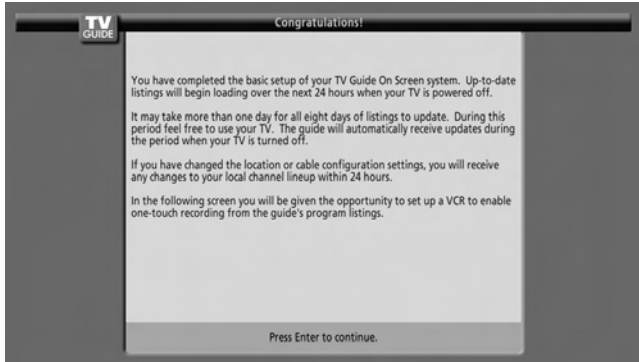 TV
GUIDE
Congratulations!
You have completed the basic setup of your TV Guide On Screen system. Up-to-date
listings will begin loading over the next 24 hours when your TV is powered off.
It may take more than one day for all eight days of listings to update. During this
period feel free to use your TV. The guide will automatically receive updates during
the period when your TV is turned off.
If you have changed the location or cable configuration settings, you will receive
any changes to your local channel lineup within 24 hours.
In the following screen you will be given the opportunity to set up a VCR to enable
one-touch recording from the guide's program listings.
Press Enter to continue.